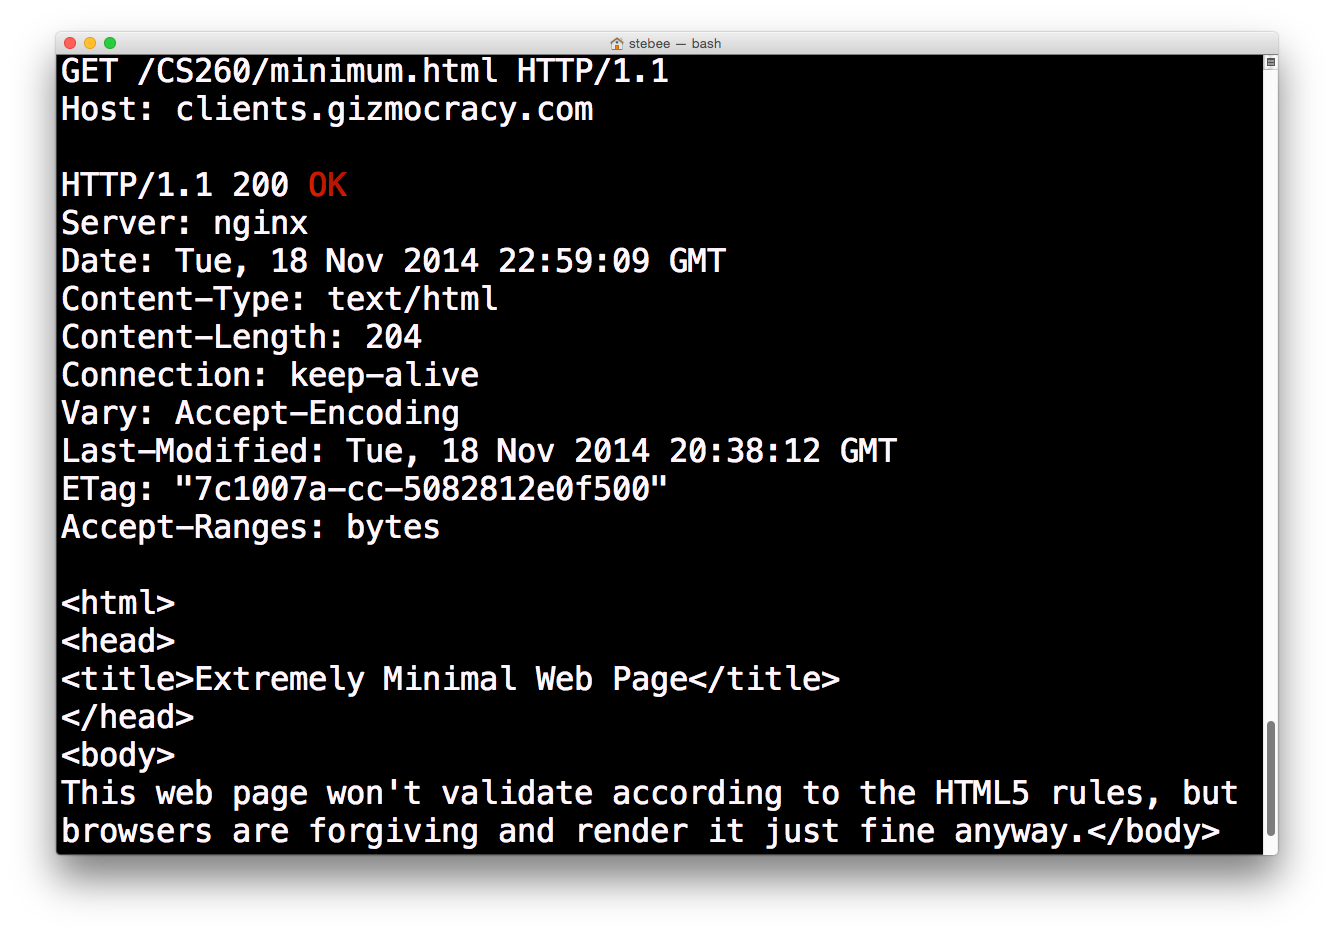 stebee — bash
GET /CS260/minimum.html HTTP/1.1
Host: clients.gizmocracy.com

HTTP/1.1 200 OK
Server: nginx
Date: Tue, 18 Nov 2014 22:59:09 GMT
Content-Type: text/html
Content-Length: 204
Connection: keep-alive
Vary: Accept-Encoding
Last-Modified: Tue, 18 Nov 2014 20:38:12 GMT
ETag: "7c1007a-cc-5082812e0f500"
Accept-Ranges: bytes

<html>
<head>
<title>Extremely Minimal Web Page</title>
</head>
<body>
This web page won't validate according to the HTML5 rules, but
browsers are forgiving and render it just fine anyway.</body>